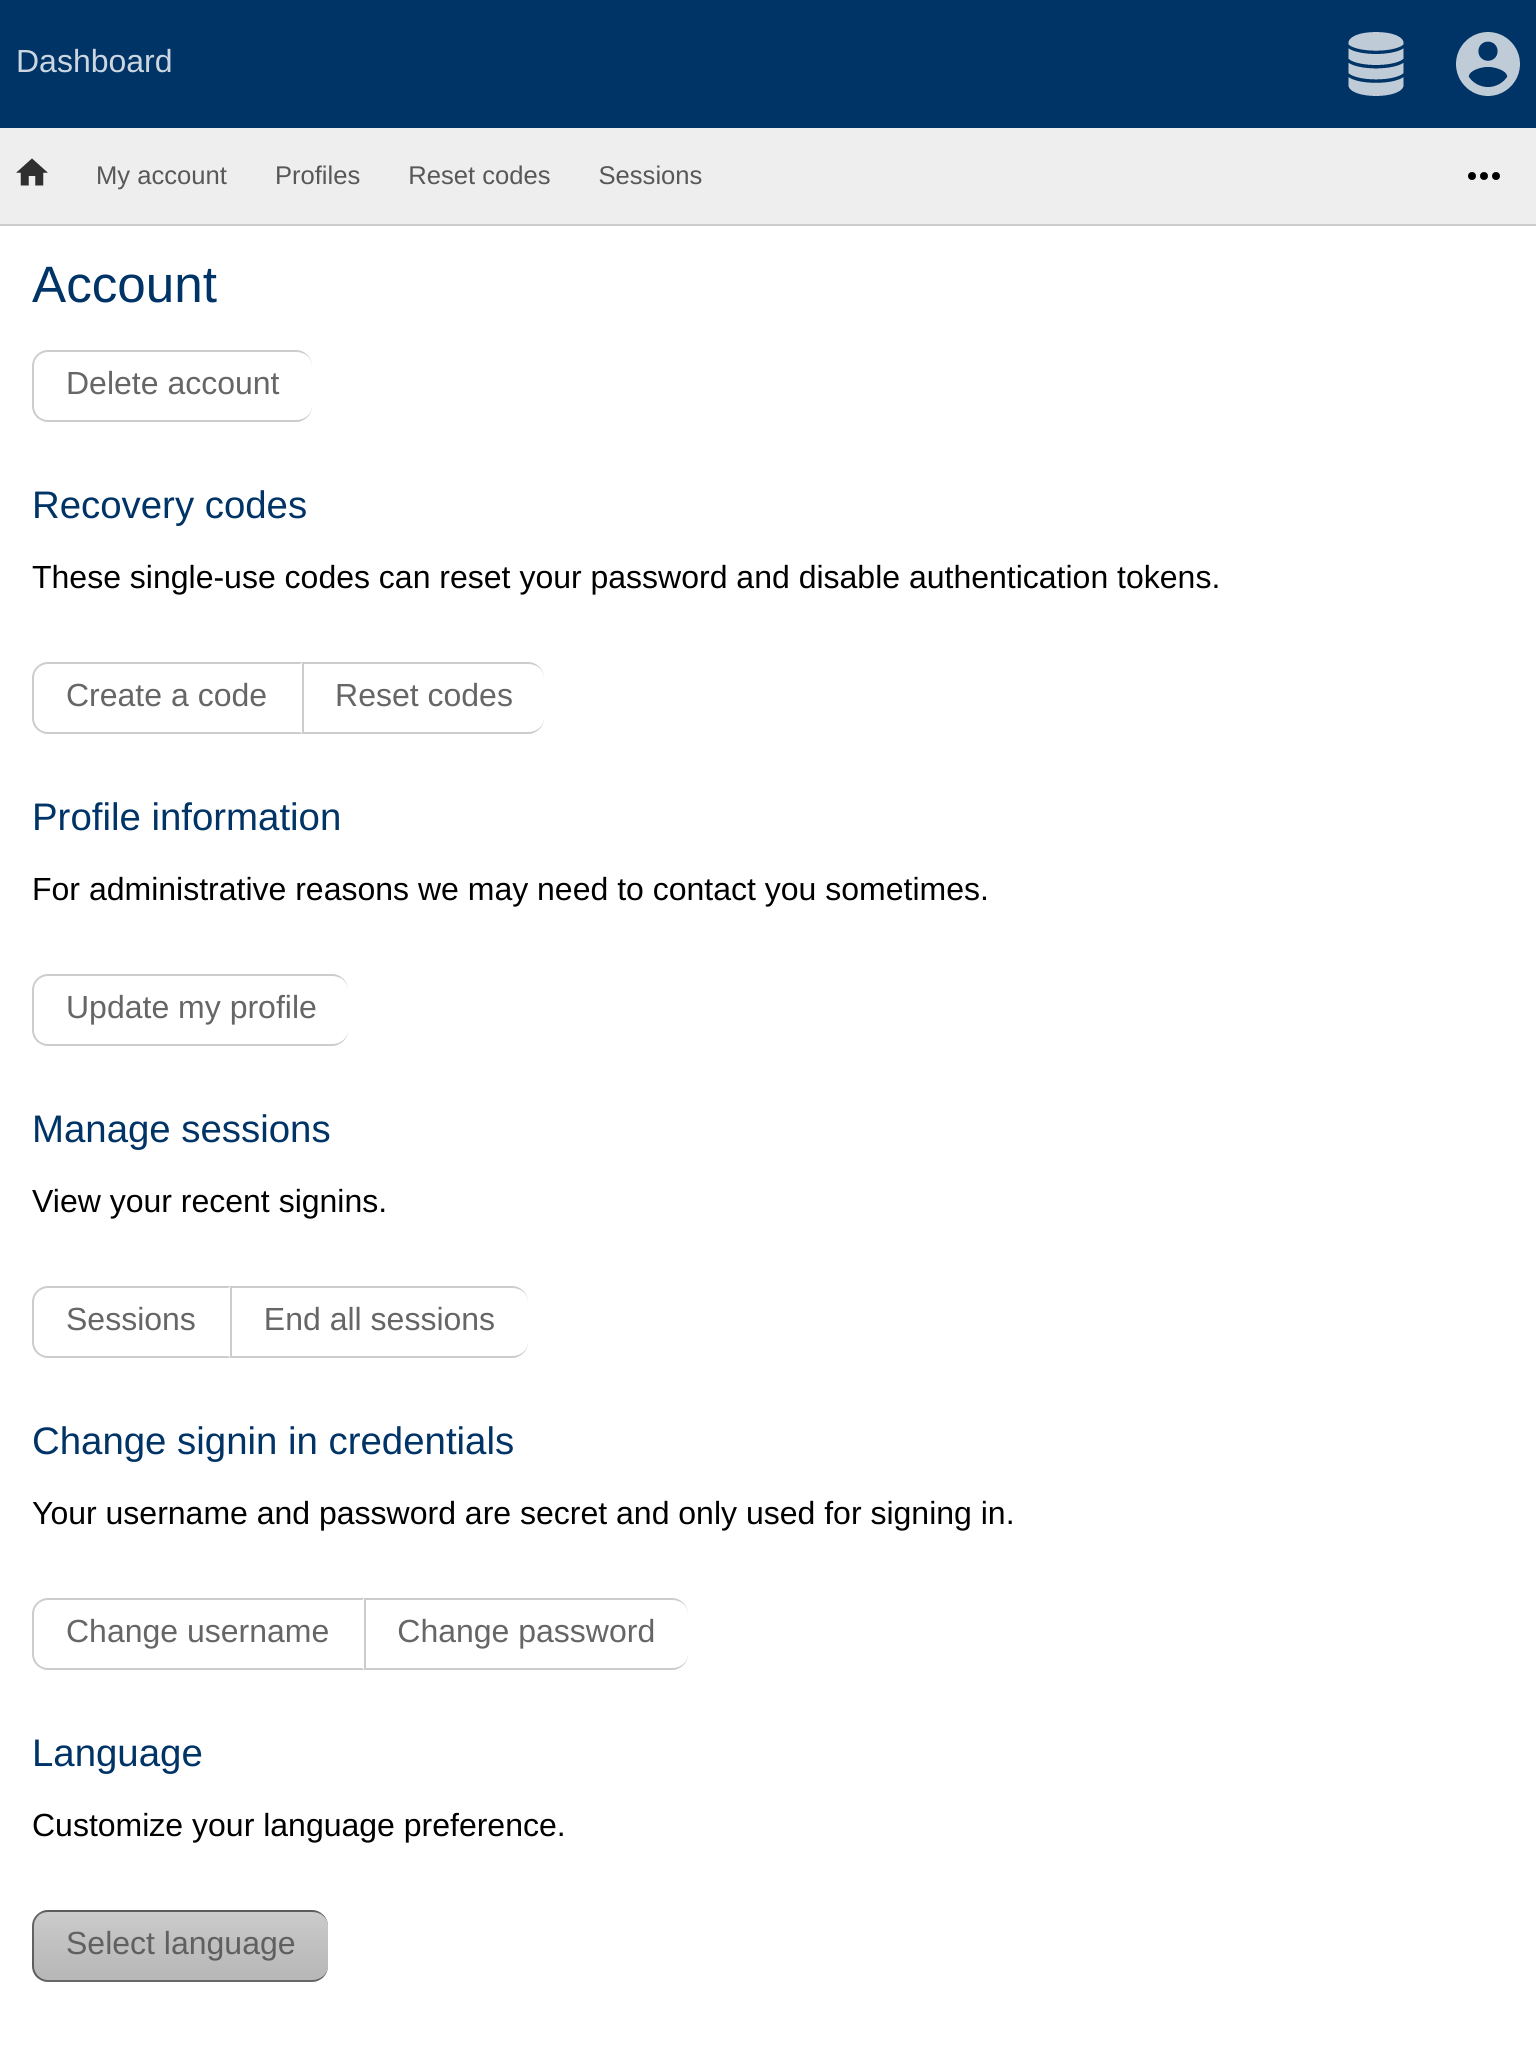 Dashboard
My account Profiles Reset codes Sessions
Account
Delete account
Recovery codes
These single-use codes can reset your password and disable authentication tokens.
Create a code Reset codes
Profile information
For administrative reasons we may need to contact you sometimes.
Update my profile
Manage sessions
View your recent signins.
Sessions End all sessions
Change signin in credentials
Your username and password are secret and only used for signing in.
Change username Change password
Language
Customize your language preference.
Select language